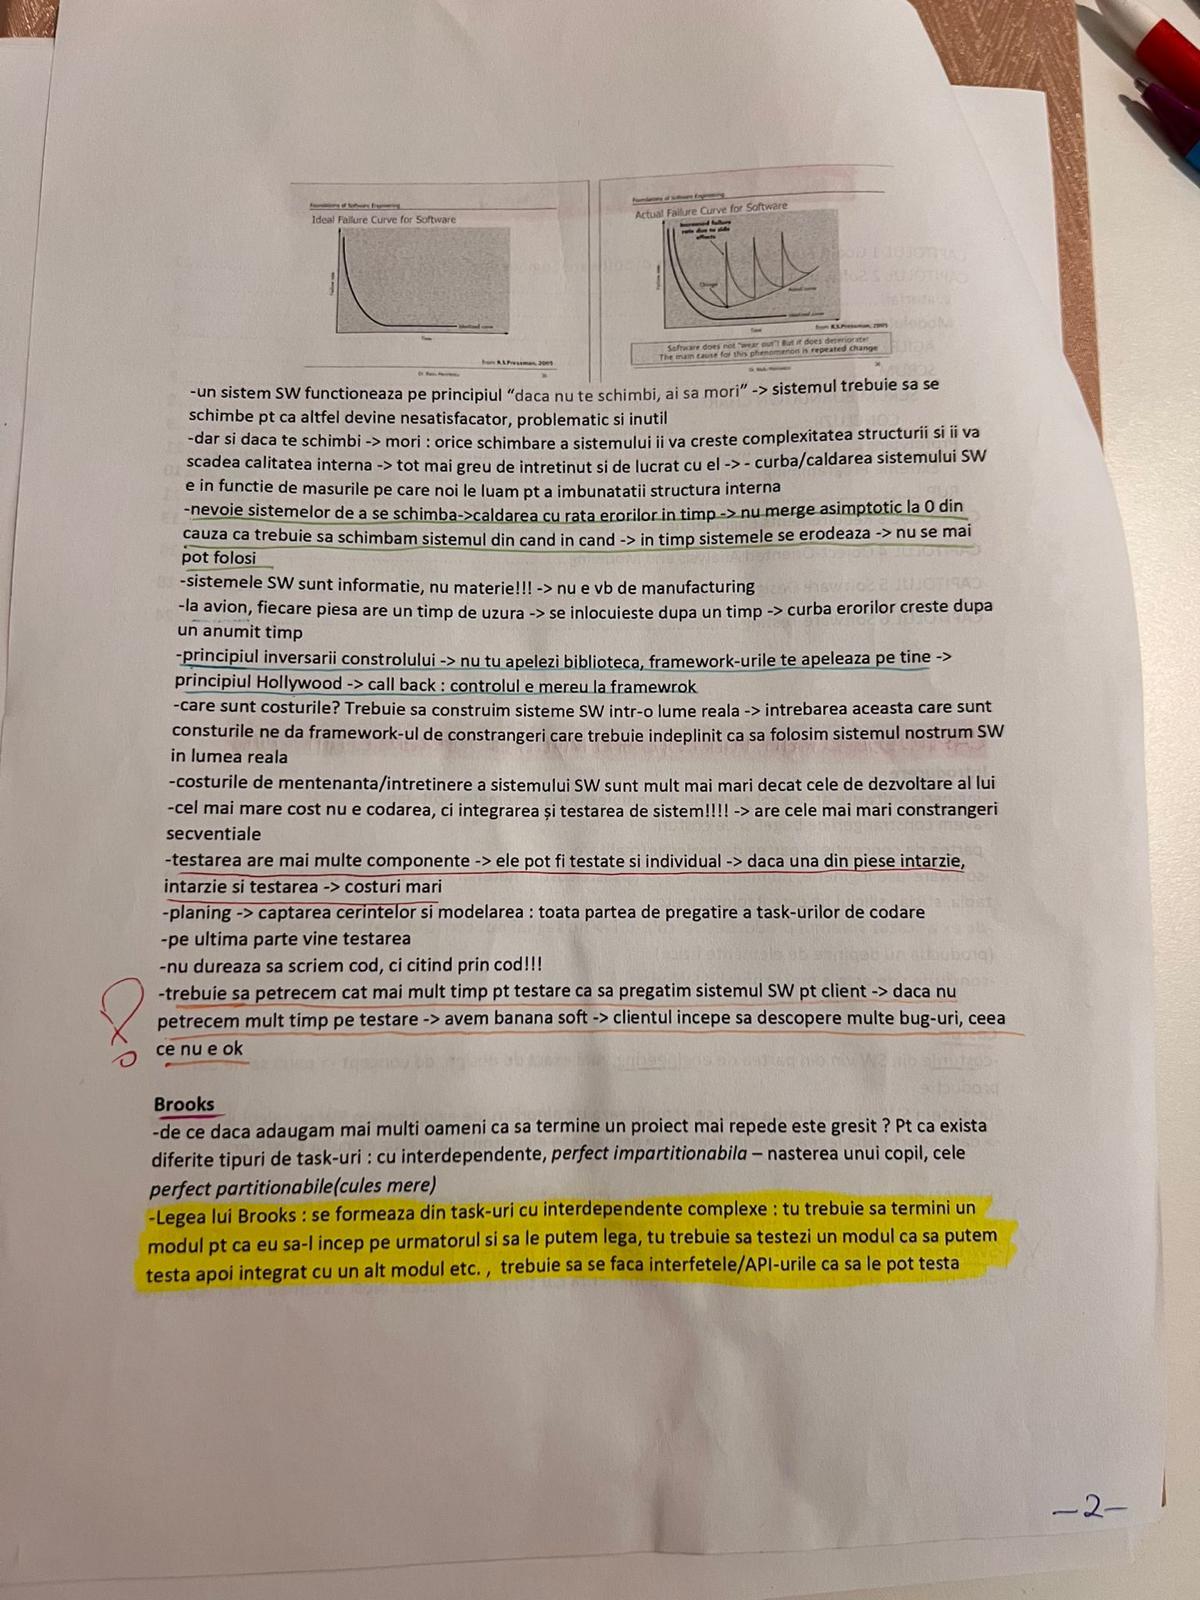 Foundations of Software Engineering
Ideal Failure Curve for Software
Failure rate
Idealized curve
Time
from R.S.Pressman, 2005
Foundations of Software Engineering
Actual Failure Curve for Software
Increased failure
rate due to side
effects
Failure rate
Change
Actual curve
Idealized curve
Time
from R.S.Pressman, 2005
Software does not "wear out"! But it does deteriorate!
The main cause for this phenomenon is repeated change
-un sistem SW functioneaza pe principiul “daca nu te schimbi, ai sa mori” -> sistemul trebuie sa se
schimbe pt ca altfel devine nesatisfacator, problematic si inutil
-dar si daca te schimbi -> mori : orice schimbare a sistemului ii va creste complexitatea structurii si ii va
scadea calitatea interna -> tot mai greu de intretinut si de lucrat cu el -> - curba/caldarea sistemului SW
e in functie de masurile pe care noi le luam pt a imbunatatii structura interna
-nevoie sistemelor de a se schimba->caldarea cu rata erorilor in timp -> nu merge asimptotic la 0 din
cauza ca trebuie sa schimbam sistemul din cand in cand -> in timp sistemele se erodeaza -> nu se mai
pot folosi
-sistemele SW sunt informatie, nu materie!!! -> nu e vb de manufacturing
-la avion, fiecare piesa are un timp de uzura -> se inlocuieste dupa un timp -> curba erorilor creste dupa
un anumit timp
-principiul inversarii constrolului -> nu tu apelezi biblioteca, framework-urile te apeleaza pe tine ->
principiul Hollywood -> call back : controlul e mereu la framewrok
-care sunt costurile? Trebuie sa construim sisteme SW intr-o lume reala -> intrebarea aceasta care sunt
consturile ne da framework-ul de constrangeri care trebuie indeplinit ca sa folosim sistemul nostrum SW
in lumea reala
-costurile de mentenanta/intretinere a sistemului SW sunt mult mai mari decat cele de dezvoltare al lui
-cel mai mare cost nu e codarea, ci integrarea și testarea de sistem!!!! -> are cele mai mari constrangeri
secventiale
-testarea are mai multe componente -> ele pot fi testate si individual -> daca una din piese intarzie,
intarzie si testarea -> costuri mari
-planing -> captarea cerintelor si modelarea : toata partea de pregatire a task-urilor de codare
-pe ultima parte vine testarea
-nu dureaza sa scriem cod, ci citind prin cod!!!
-trebuie sa petrecem cat mai mult timp pt testare ca sa pregatim sistemul SW pt client -> daca nu
petrecem mult timp pe testare -> avem banana soft -> clientul incepe sa descopere multe bug-uri, ceea
ce nu e ok
Brooks
-de ce daca adaugam mai multi oameni ca sa termine un proiect mai repede este gresit ? Pt ca exista
diferite tipuri de task-uri : cu interdependente, perfect impartitionabila – nasterea unui copil, cele
perfect partitionabile(cules mere)
-Legea lui Brooks : se formeaza din task-uri cu interdependente complexe : tu trebuie sa termini un
modul pt ca eu sa-l incep pe urmatorul si sa le putem lega, tu trebuie sa testezi un modul ca sa putem
testa apoi integrat cu un alt modul etc. , trebuie sa se faca interfetele/API-urile ca sa le pot testa
-2-